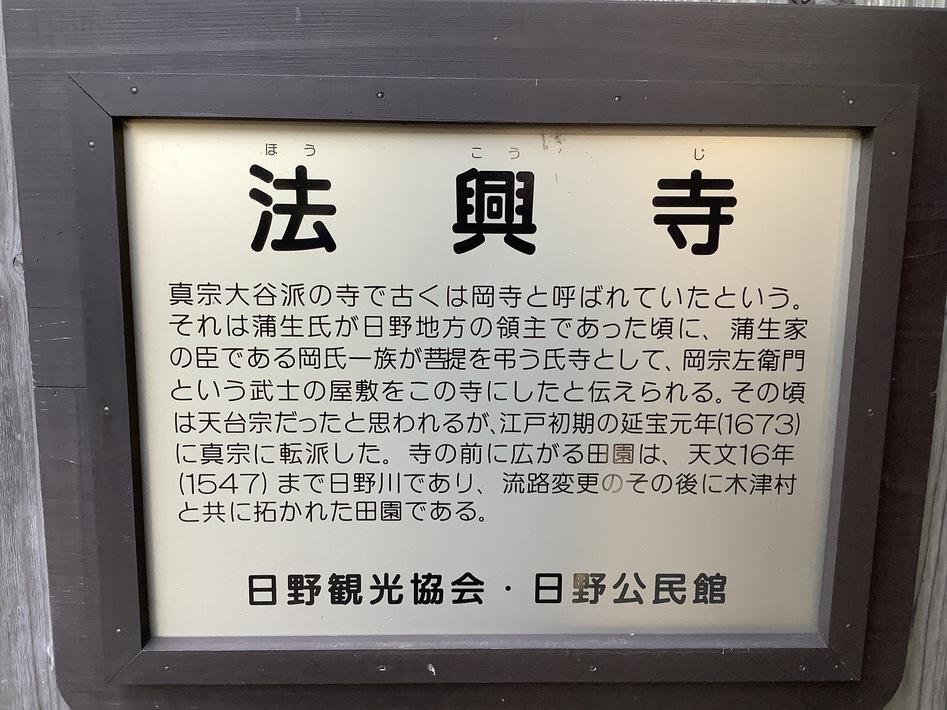 ほう こう じ
法興寺
真宗大谷派の寺で古くは岡寺と呼ばれていたという。
それは蒲生氏が日野地方の領主であった頃に、蒲生家
の臣である岡氏一族が菩提を弔う氏寺として、岡宗左衛門
という武士の屋敷をこの寺にしたと伝えられる。その頃
は天台宗だったと思われるが、江戸初期の延宝元年(1673)
に真宗に転派した。寺の前に広がる田園は、天文16年
(1547)まで日野川であり、流路変更のその後に木津村
と共に拓かれた田園である。
日野観光協会・日野公民館